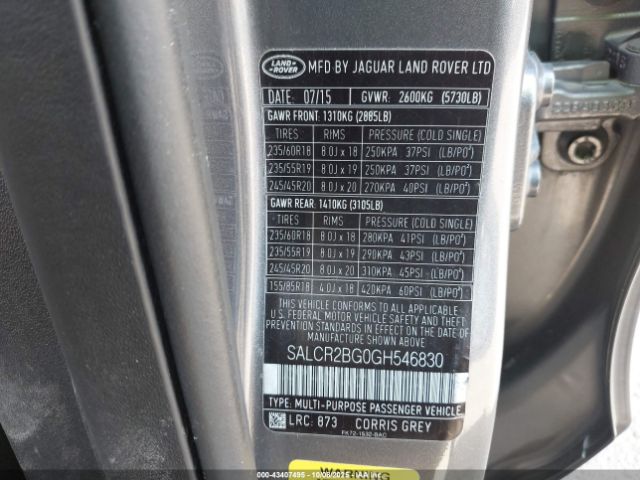 LAND-
ROVER
MFD BY JAGUAR LAND ROVER LTD
DATE: 07/15 GVWR: 2600KG (5730LB)
GAWR FRONT: 1310KG (2885LB)
TIRES RIMS PRESSURE (COLD SINGLE)
235/60R18 8.0J x 18 250KPA 37PSI (LB/PO²)
235/55R19 8.0J x 19 250KPA 37PSI (LB/PO²)
245/45R20 8.0J x 20 270KPA 40PSI (LB/PO²)
GAWR REAR: 1410KG (3105LB)
TIRES RIMS PRESSURE (COLD SINGLE)
235/60R18 8.0J x 18 280KPA 41PSI (LB/PO²)
235/55R19 8.0J x 19 290KPA 43PSI (LB/PO²)
245/45R20 8.0J x 20 310KPA 45PSI (LB/PO²)
155/85R18 4.0J x 18 420KPA 60PSI (LB/PO²)
THIS VEHICLE CONFORMS TO ALL APPLICABLE
U.S. FEDERAL MOTOR VEHICLE SAFETY AND THEFT
PREVENTION STANDARDS IN EFFECT ON THE DATE OF
MANUFACTURE SHOWN ABOVE.
SALCR2BG0GH546830
TYPE: MULTI-PURPOSE PASSENGER VEHICLE
LRC: 873 CORRIS GREY
FK72-1532-BAC
WARNING
© 43407495 - 10/08/2025 - IAAI.COM